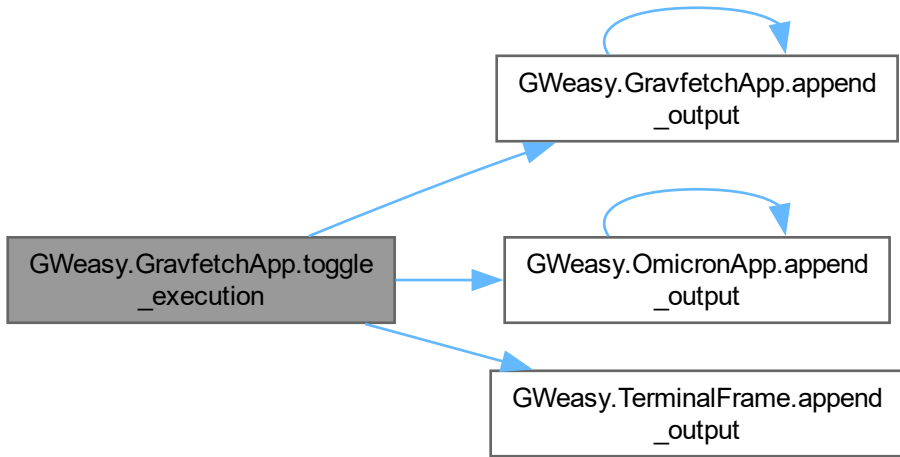 GWeasy.GravfetchApp.append
_output
GWeasy.GravfetchApp.toggle
_execution
GWeasy.OmicronApp.append
_output
GWeasy.TerminalFrame.append
_output